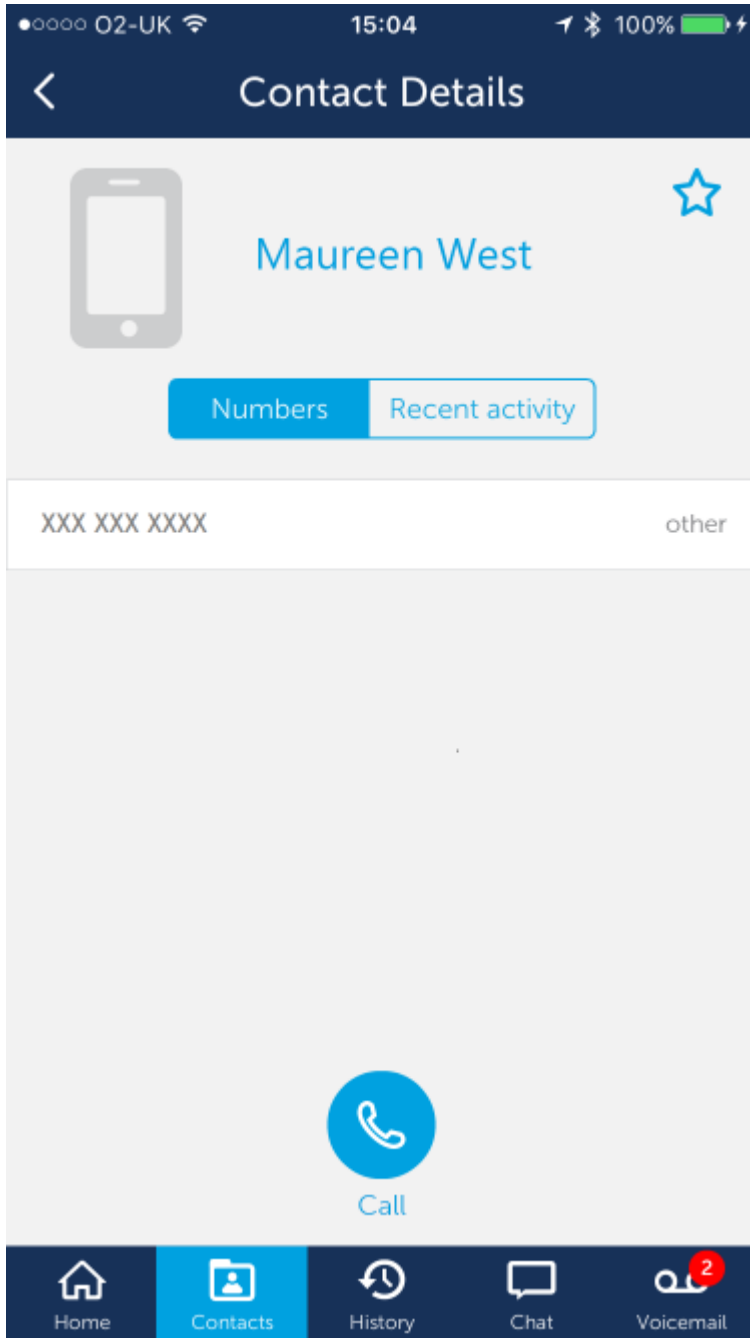 O2-UK 15:04 100%
Contact Details
Maureen West
Numbers Recent activity
XXX XXX XXXX other
Call
2
Home Contacts History Chat Voicemail